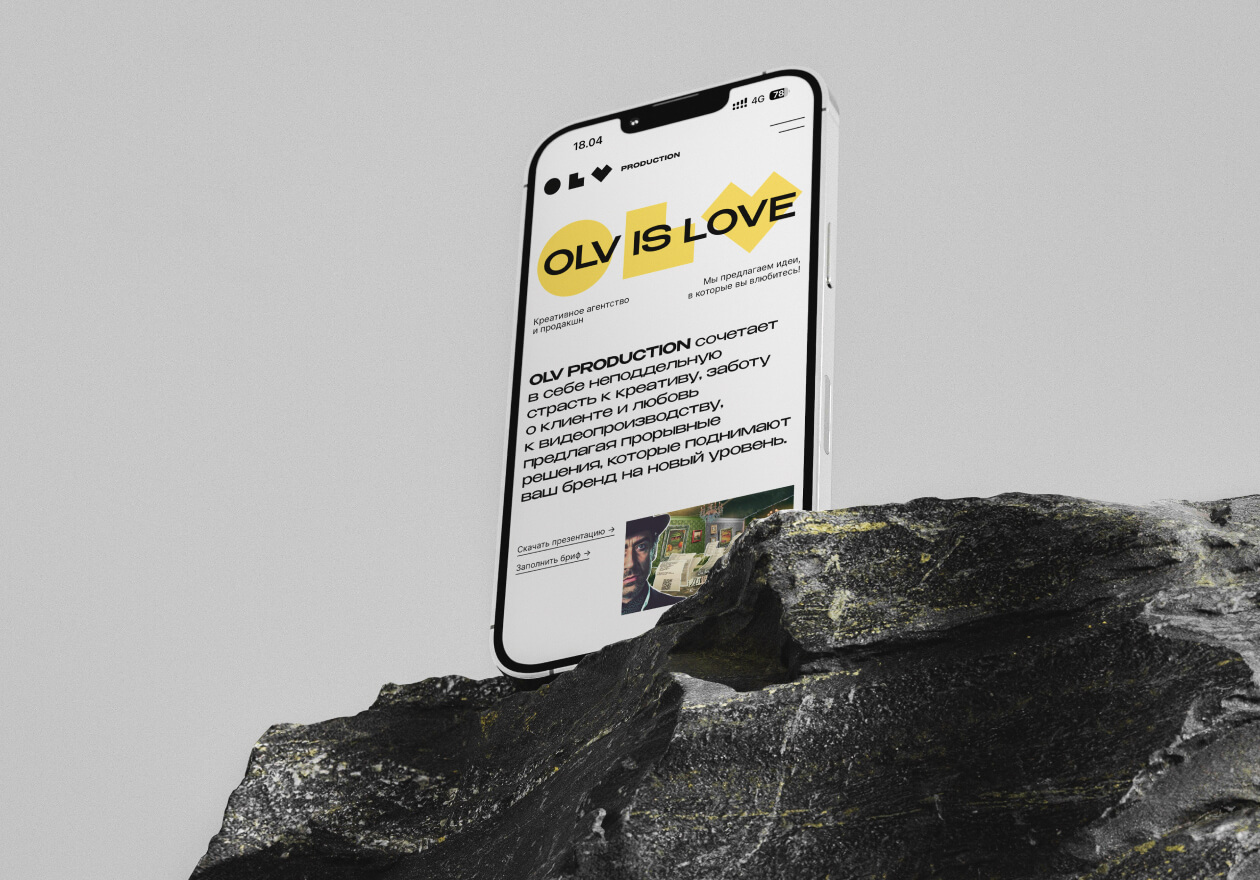 18.04
4G
78
PRODUCTION
OLV IS LOVE
Мы предлагаем идеи,
в которые вы влюбитесь!
Креативное агентство
и продакшн
OLV PRODUCTION сочетает
в себе неподдельную
страсть к креативу, заботу
о клиенте и любовь
к видеопроизводству,
предлагая прорывные
решения, которые поднимают
ваш бренд на новый уровень.
Скачать презентацию →
Заполнить бриф →